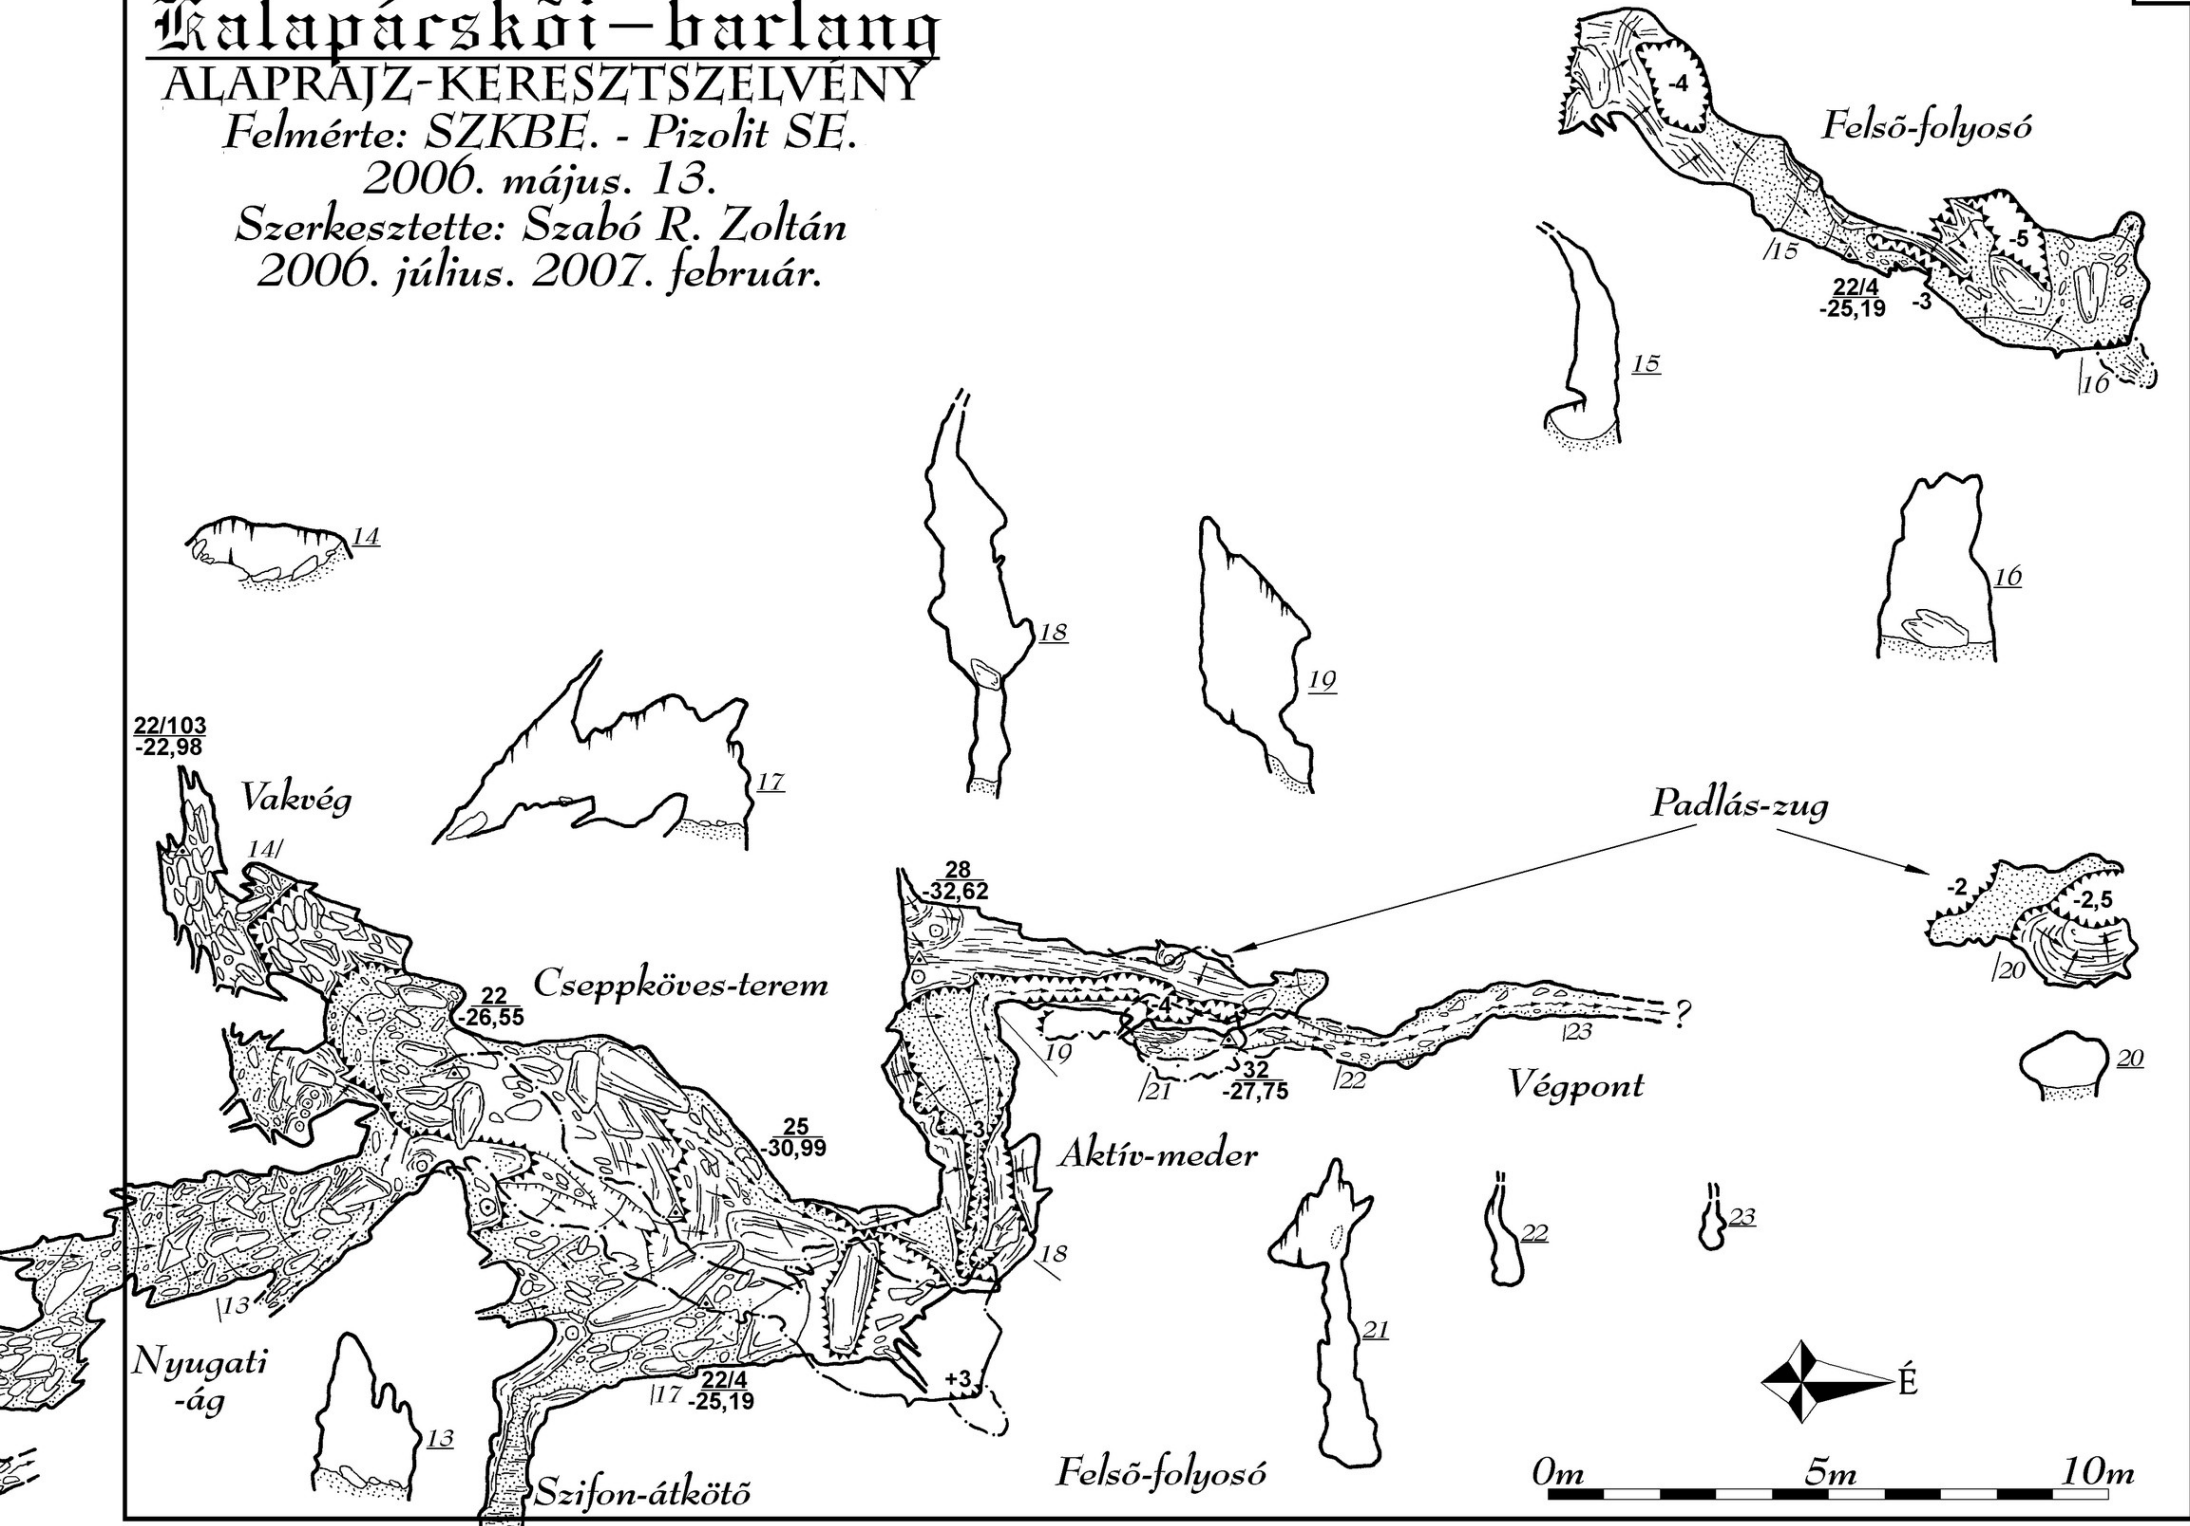 Kalapácskõi-barlang
ALAPRAJZ-KERESZTSZELVÉNY
Felmérte: SZKBE. - Pizolit SE.
2006. május. 13.
Szerkesztette: Szabó R. Zoltán
2006. július. 2007. február.
-4
Felsõ-folyosó
-5
/15
22/4
-25,19
-3
|16
15
14
16
18
19
17
22/103
-22,98
Vakvég
14/
Padlás-zug
28
-32,62
-2
-2,5
/20
Cseppköves-terem
22
-26,55
-4
?
19
|23
20
/21
32
-27,75
/22
Végpont
25
-30,99
-3
Aktív-meder
18
22
23
|13
21
Nyugati
-ág
+3
|17
22/4
-25,19
É
13
Szifon-átkötõ
Felsõ-folyosó
0m 5m 10m